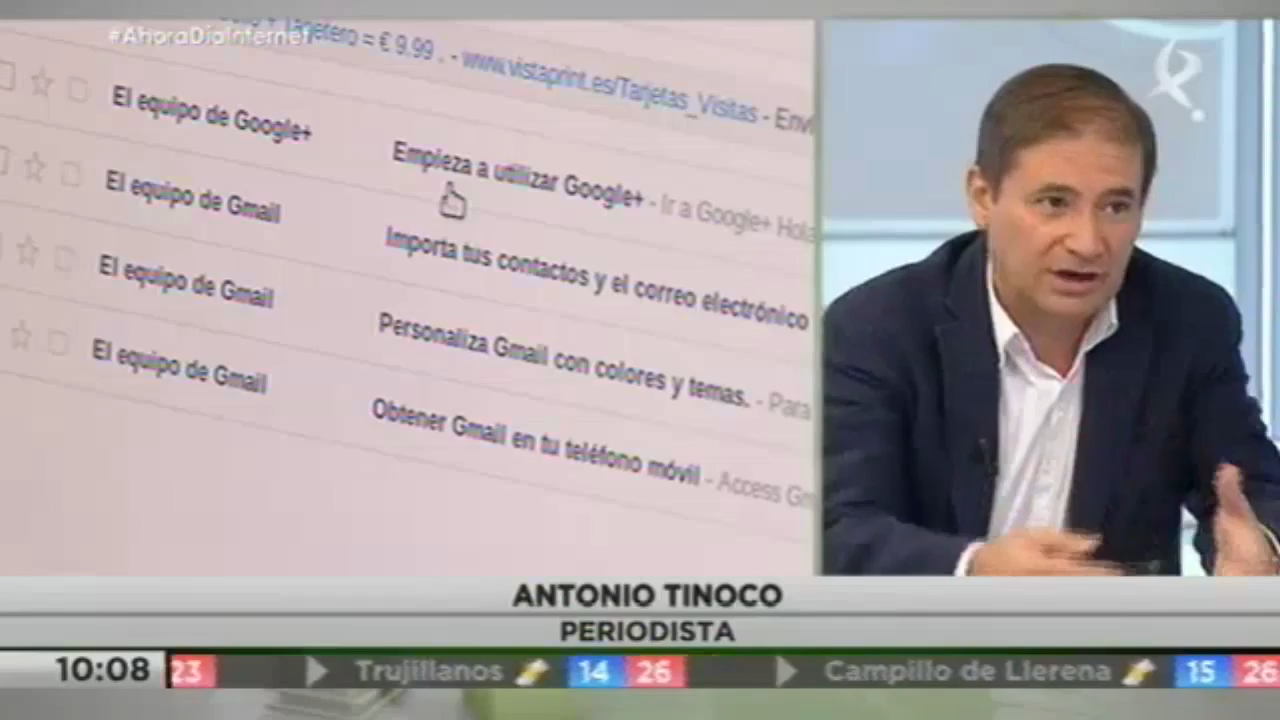 #AhoraDiaInternet
Tarjetero = € 9.99 . - www.vistaprint.es/Tarjetas_Visitas - Envi
El equipo de Google+
Empieza a utilizar Google+ - Ir a Google+ Hola
El equipo de Gmail
Importa tus contactos y el correo electrónico
El equipo de Gmail
Personaliza Gmail con colores y temas. - Para
El equipo de Gmail
Obtener Gmail en tu teléfono móvil - Access Gm
ANTONIO TINOCO
PERIODISTA
10:08 23 Trujillanos 14 26 Campillo de Llerena 15 26